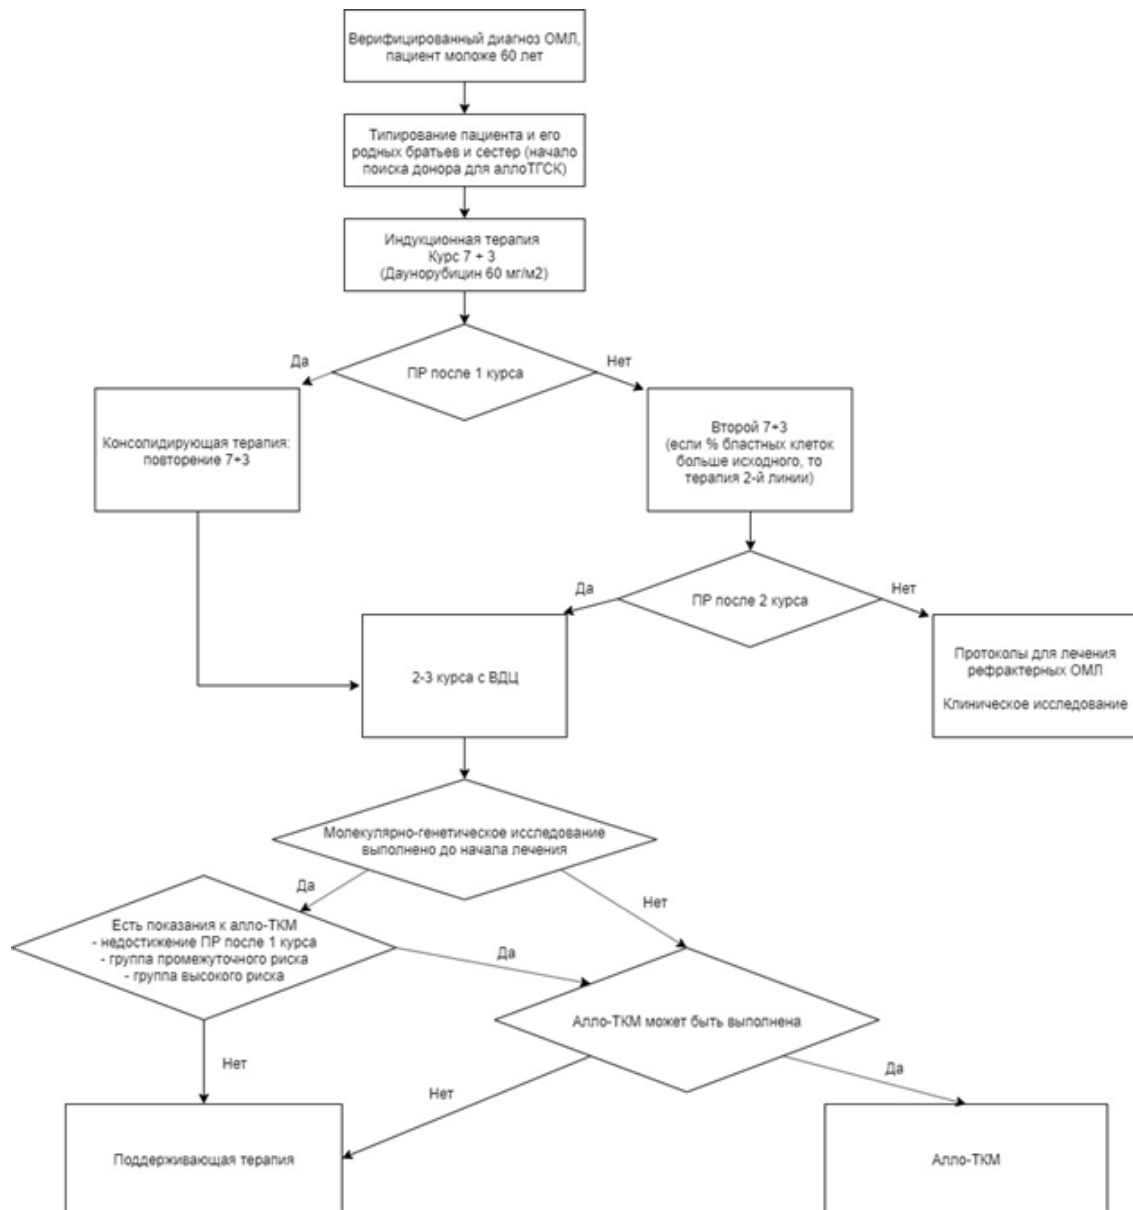 Верифицированный диагноз ОМЛ,
пациент моложе 60 лет
Типирование пациента и его
родных братьев и сестер (начало
поиска донора для аллоТГСК)
Индукционная терапия
Курс 7 + 3
(Даунорубицин 60 мг/м2)
ПР после 1 курса
Да
Нет
Консолидирующая терапия:
повторение 7+3
Второй 7+3
(если % бластных клеток
больше исходного, то
терапия 2-й линии)
ПР после 2 курса
Да
Нет
2-3 курса с ВДЦ
Протоколы для лечения
рефрактерных ОМЛ
Клиническое исследование
Молекулярно-генетическое исследование
выполнено до начала лечения
Да
Нет
Есть показания к алло-ТКМ
- недостижение ПР после 1 курса
- группа промежуточного риска
- группа высокого риска
Да
Алло-ТКМ может быть выполнена
Нет
Нет
Да
Поддерживающая терапия
Алло-ТКМ